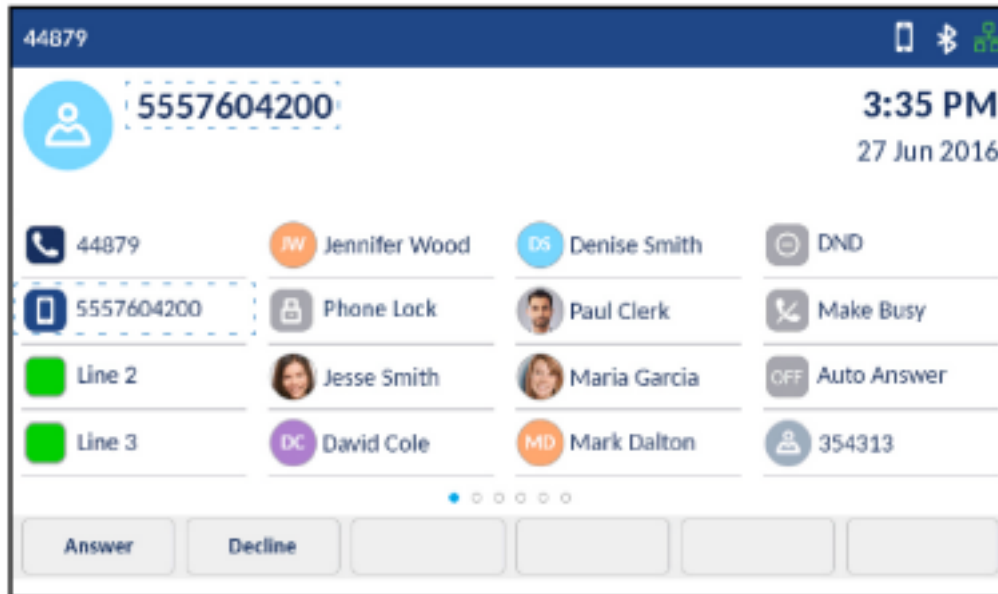 44879
5557604200
3:35 PM
27 Jun 2016
44879
JW Jennifer Wood
DS Denise Smith
DND
5557604200
Phone Lock
Paul Clerk
Make Busy
Line 2
Jesse Smith
Maria Garcia
OFF Auto Answer
Line 3
DC David Cole
MD Mark Dalton
354313
Answer
Decline